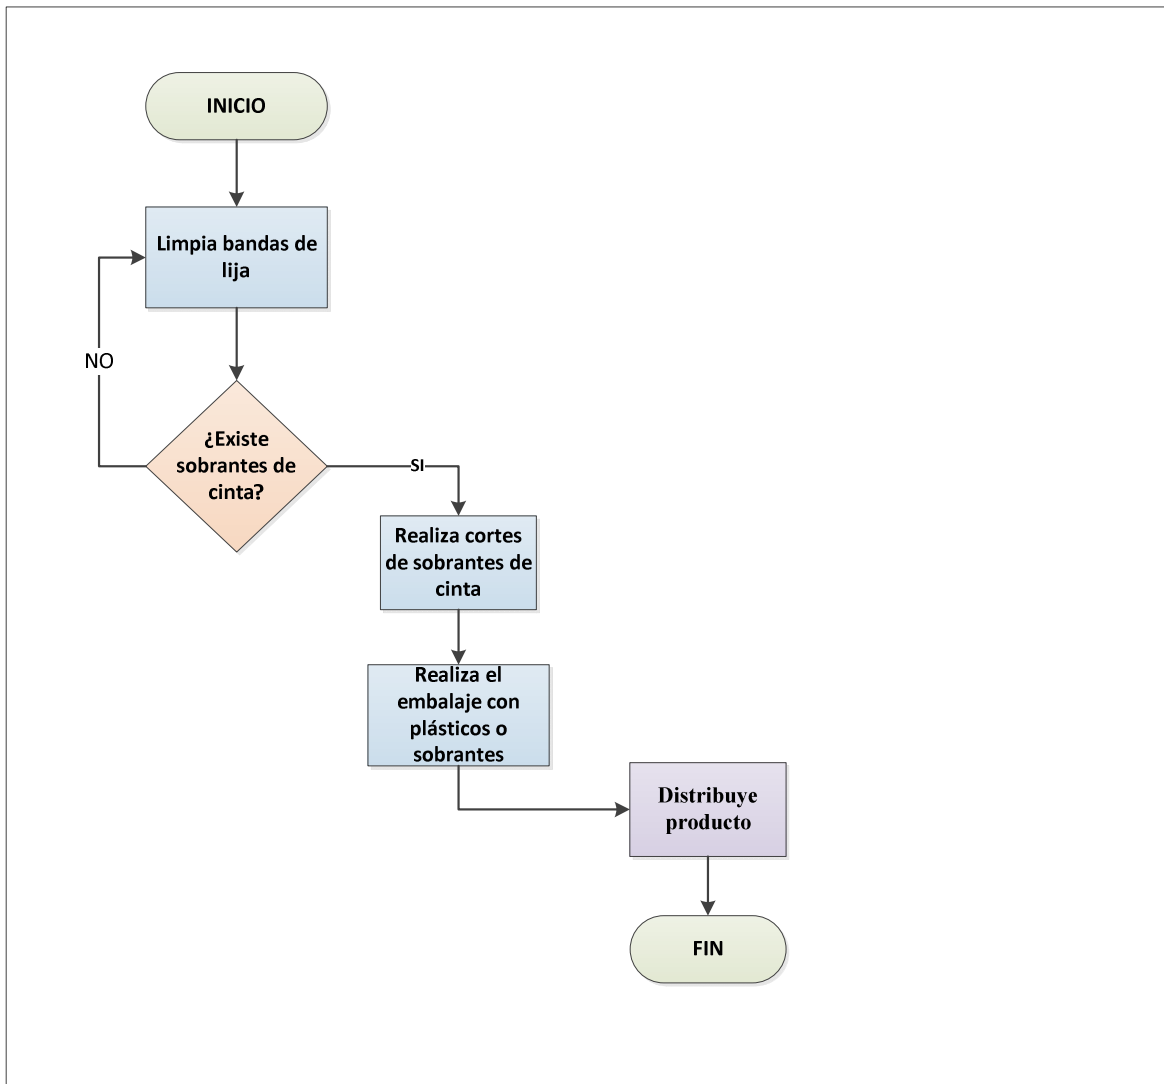 INICIO
Limpia bandas de
lija
NO
¿Existe
sobrantes de
cinta?
SI
Realiza cortes
de sobrantes de
cinta
Realiza el
embalaje con
plásticos o
sobrantes
Distribuye
producto
FIN